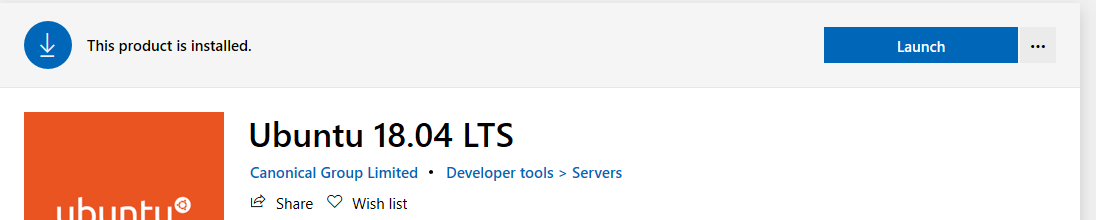 This product is installed.
Launch
Ubuntu 18.04 LTS
Canonical Group Limited • Developer tools > Servers
Share Wish list
ubuntu